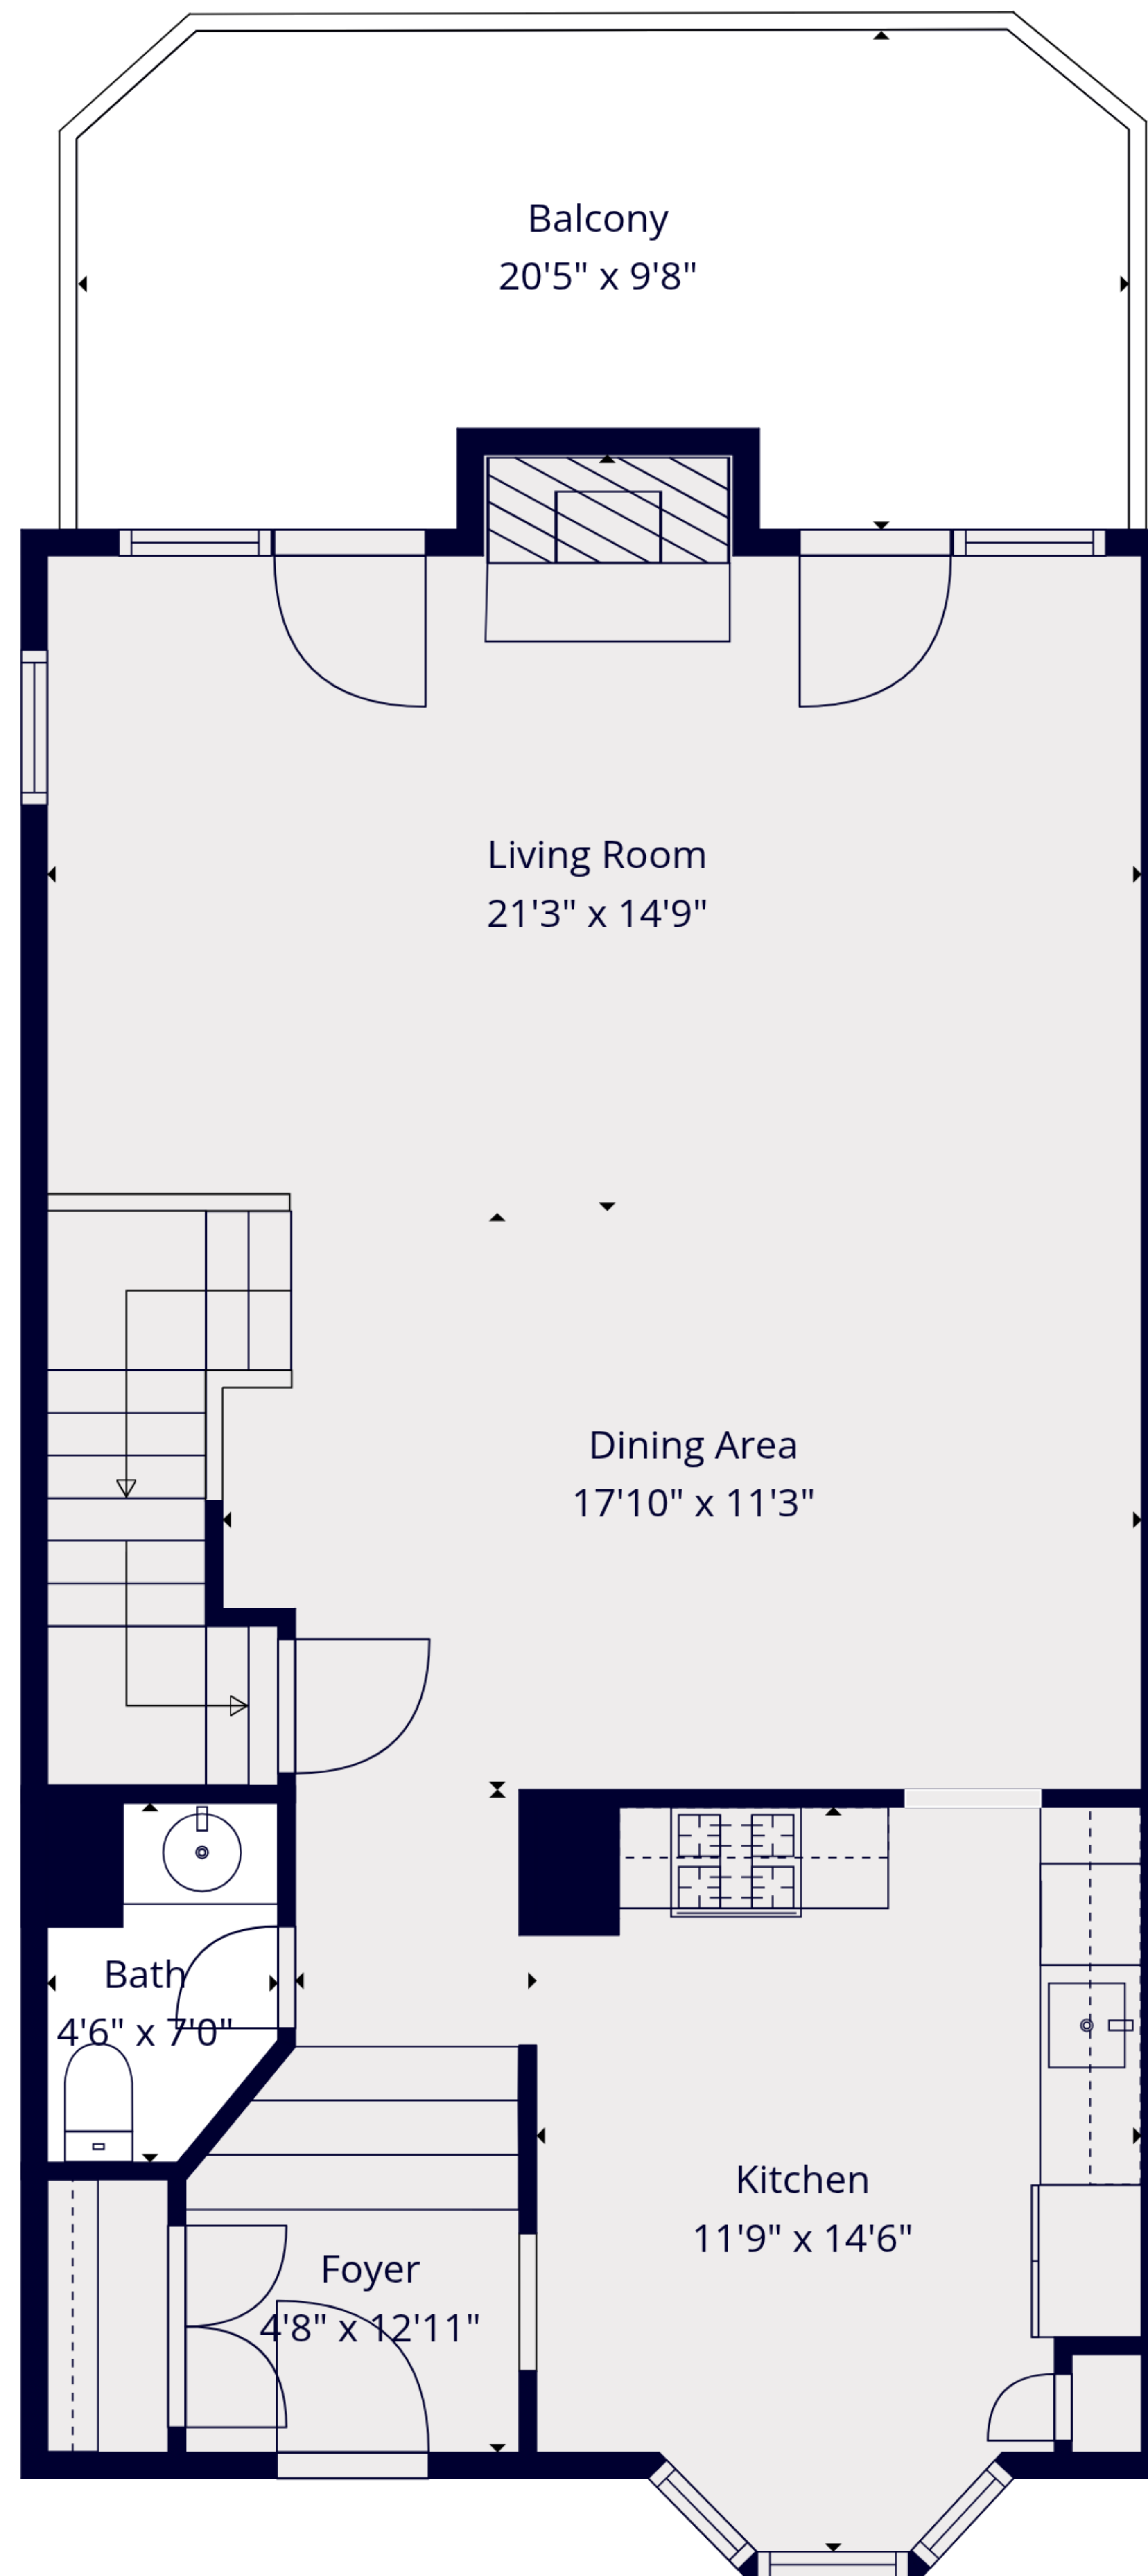 Balcony
20'5" x 9'8"
Living Room
21'3" x 14'9"
Dining Area
17'10" x 11'3"
Bath
4'6" x 7'0"
Kitchen
11'9" x 14'6"
Foyer
4'8" x 12'11"